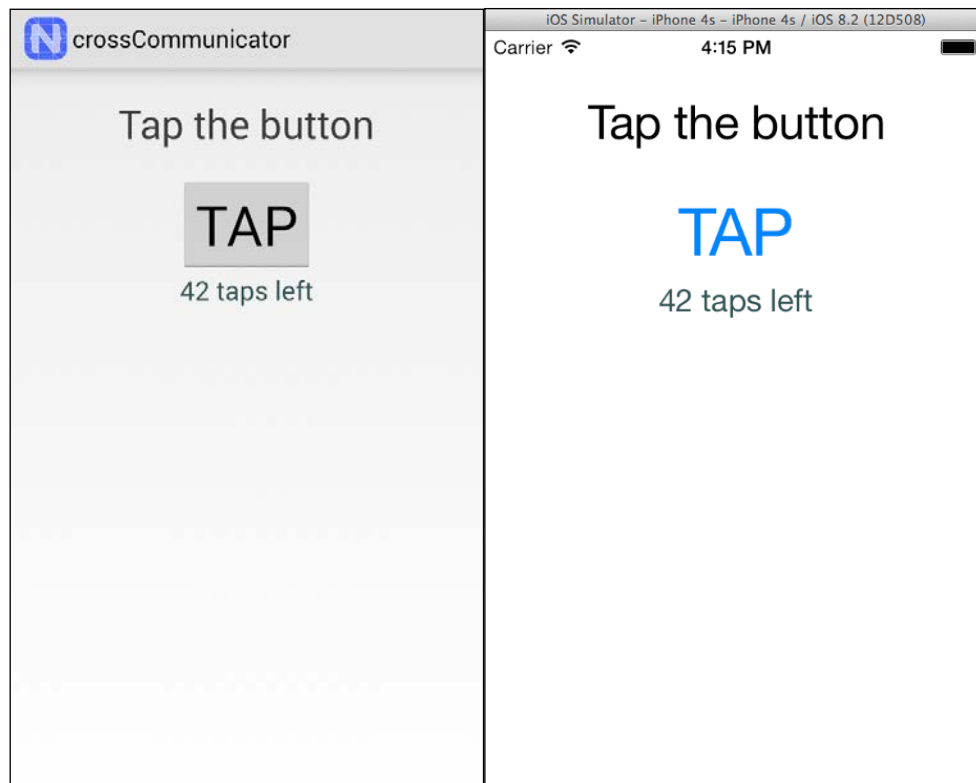 N crossCommunicator
Tap the button
TAP
42 taps left
iOS Simulator – iPhone 4s – iPhone 4s / iOS 8.2 (12D508)
Carrier 4:15 PM
Tap the button
TAP
42 taps left